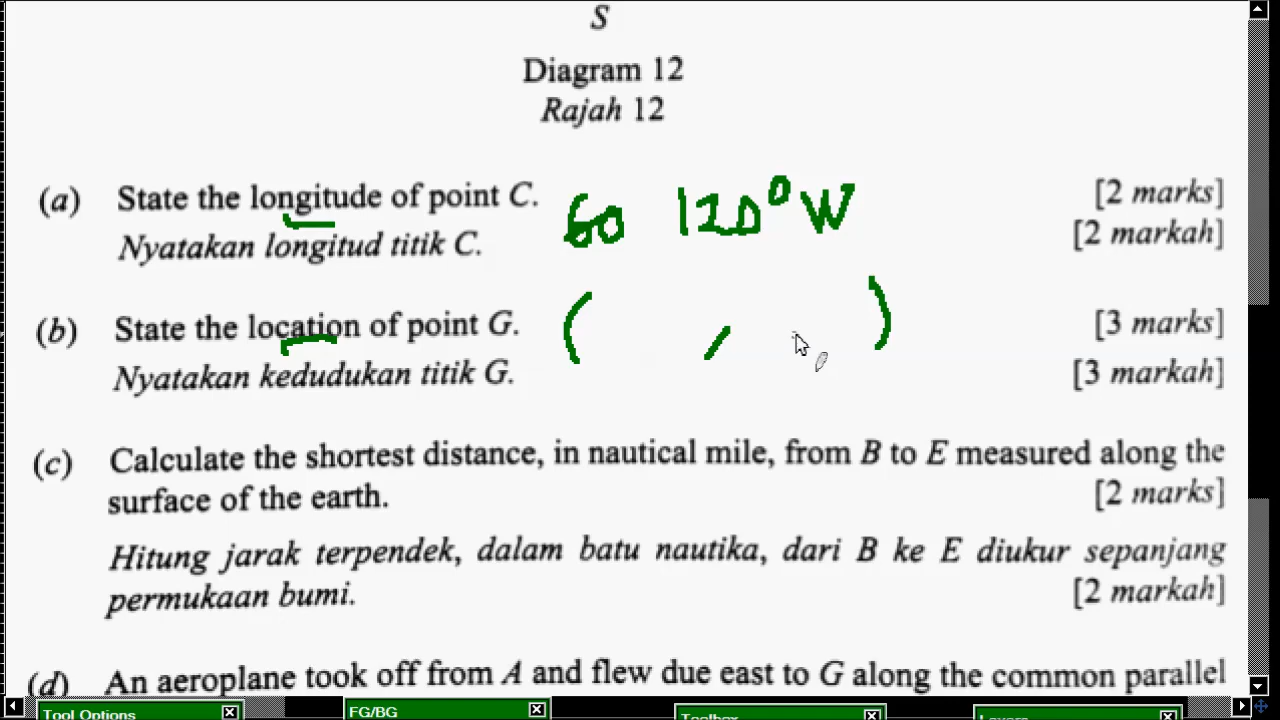 S
Diagram 12
Rajah 12
(a) State the longitude of point C. 60 120° W [2 marks]
Nyatakan longitud titik C. [2 markah]
(b) State the location of point G. ( , ) [3 marks]
Nyatakan kedudukan titik G. [3 markah]
(c) Calculate the shortest distance, in nautical mile, from B to E measured along the
surface of the earth. [2 marks]
Hitung jarak terpendek, dalam batu nautika, dari B ke E diukur sepanjang
permukaan bumi. [2 markah]
(d) An aeroplane took off from A and flew due east to G along the common parallel
Tool Options FG/BG Toolbox Layers